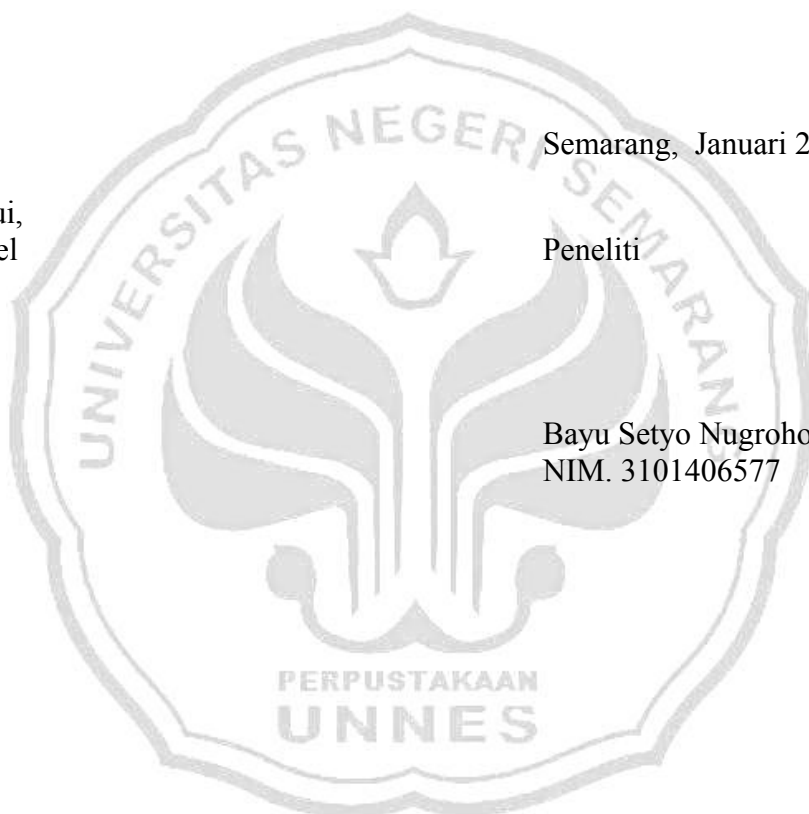 Semarang, Januari 2
ui,
el
Peneliti
Bayu Setyo Nugroho
NIM. 3101406577
UNIVERSITAS NEGERI SEMARANG
PERPUSTAKAAN
UNNES